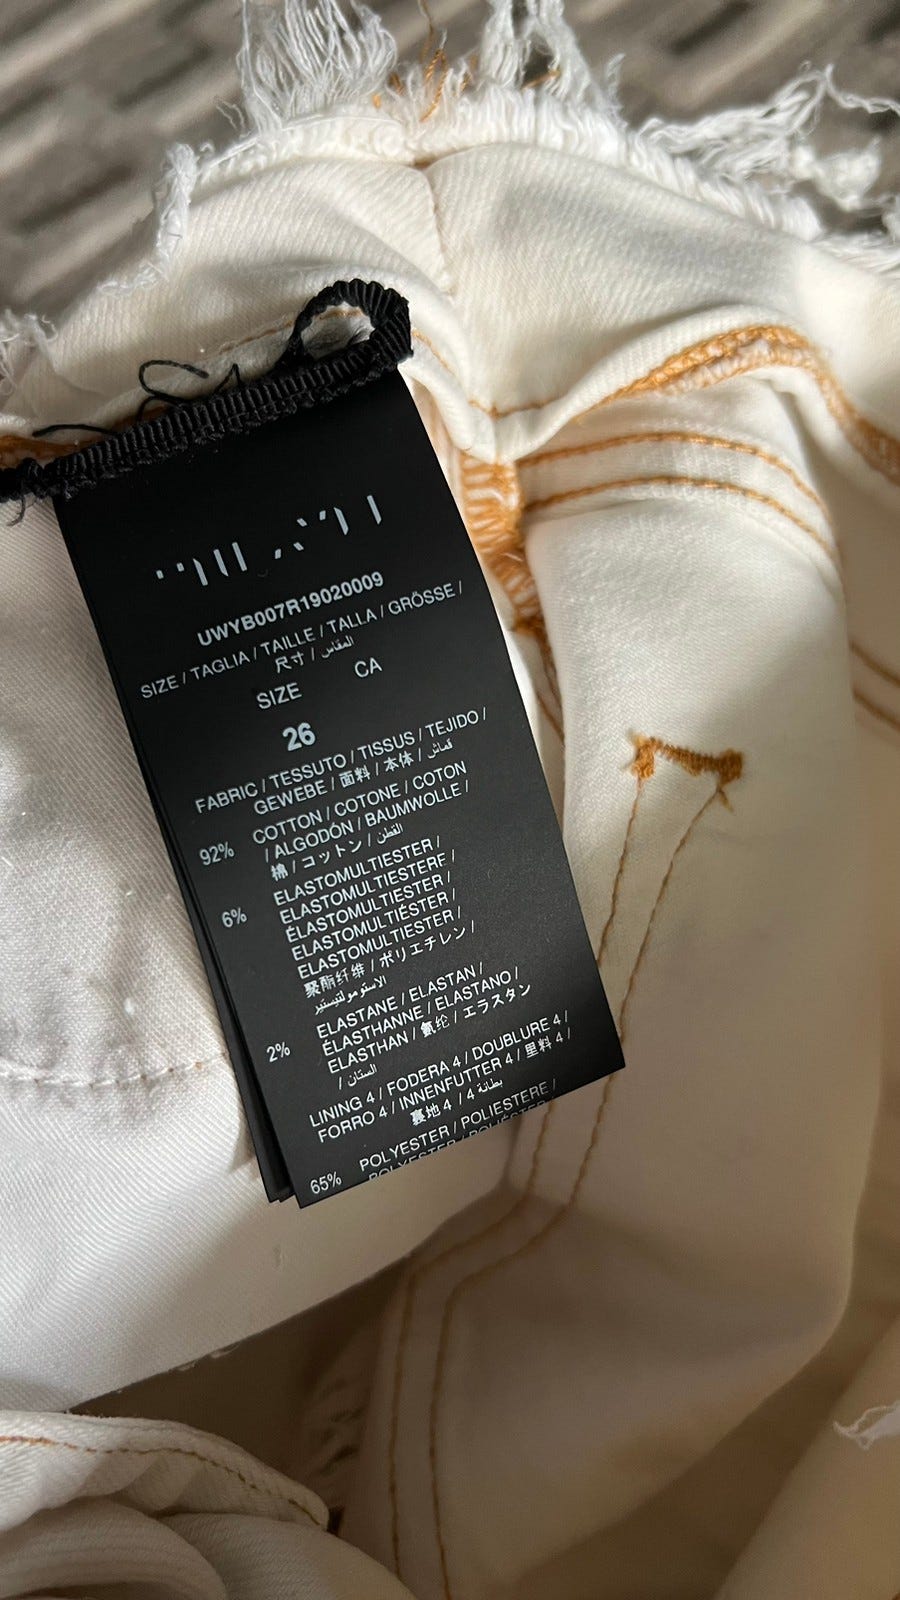 UWYB007R19020009
SIZE / TAGLIA / TAILLE / TALLA / GRÖSSE /
尺寸 / المقاس
SIZE CA
26
FABRIC / TESSUTO / TISSUS / TEJIDO /
GEWEBE / 面料 / 本体 / قماش
92% COTTON / COTONE / COTON
/ ALGODÓN / BAUMWOLLE /
棉 / コットン / القطن
6% ELASTOMULTIESTER /
ELASTOMULTIESTERE /
ÉLASTOMULTIESTER /
ELASTOMULTIÉSTER /
ELASTOMULTIESTER /
聚酯纤维 / ポリエチレン /
الاستومولتيستير
2% ELASTANE / ELASTAN /
ÉLASTHANNE / ELASTANO /
ELASTHAN / 氨纶 / エラスタン
/ الستان
LINING 4 / FODERA 4 / DOUBLURE 4 /
FORRO 4 / INNENFUTTER 4 / 里料 4 /
裏地 4 / بطانة 4
65% POLYESTER / POLIESTERE /